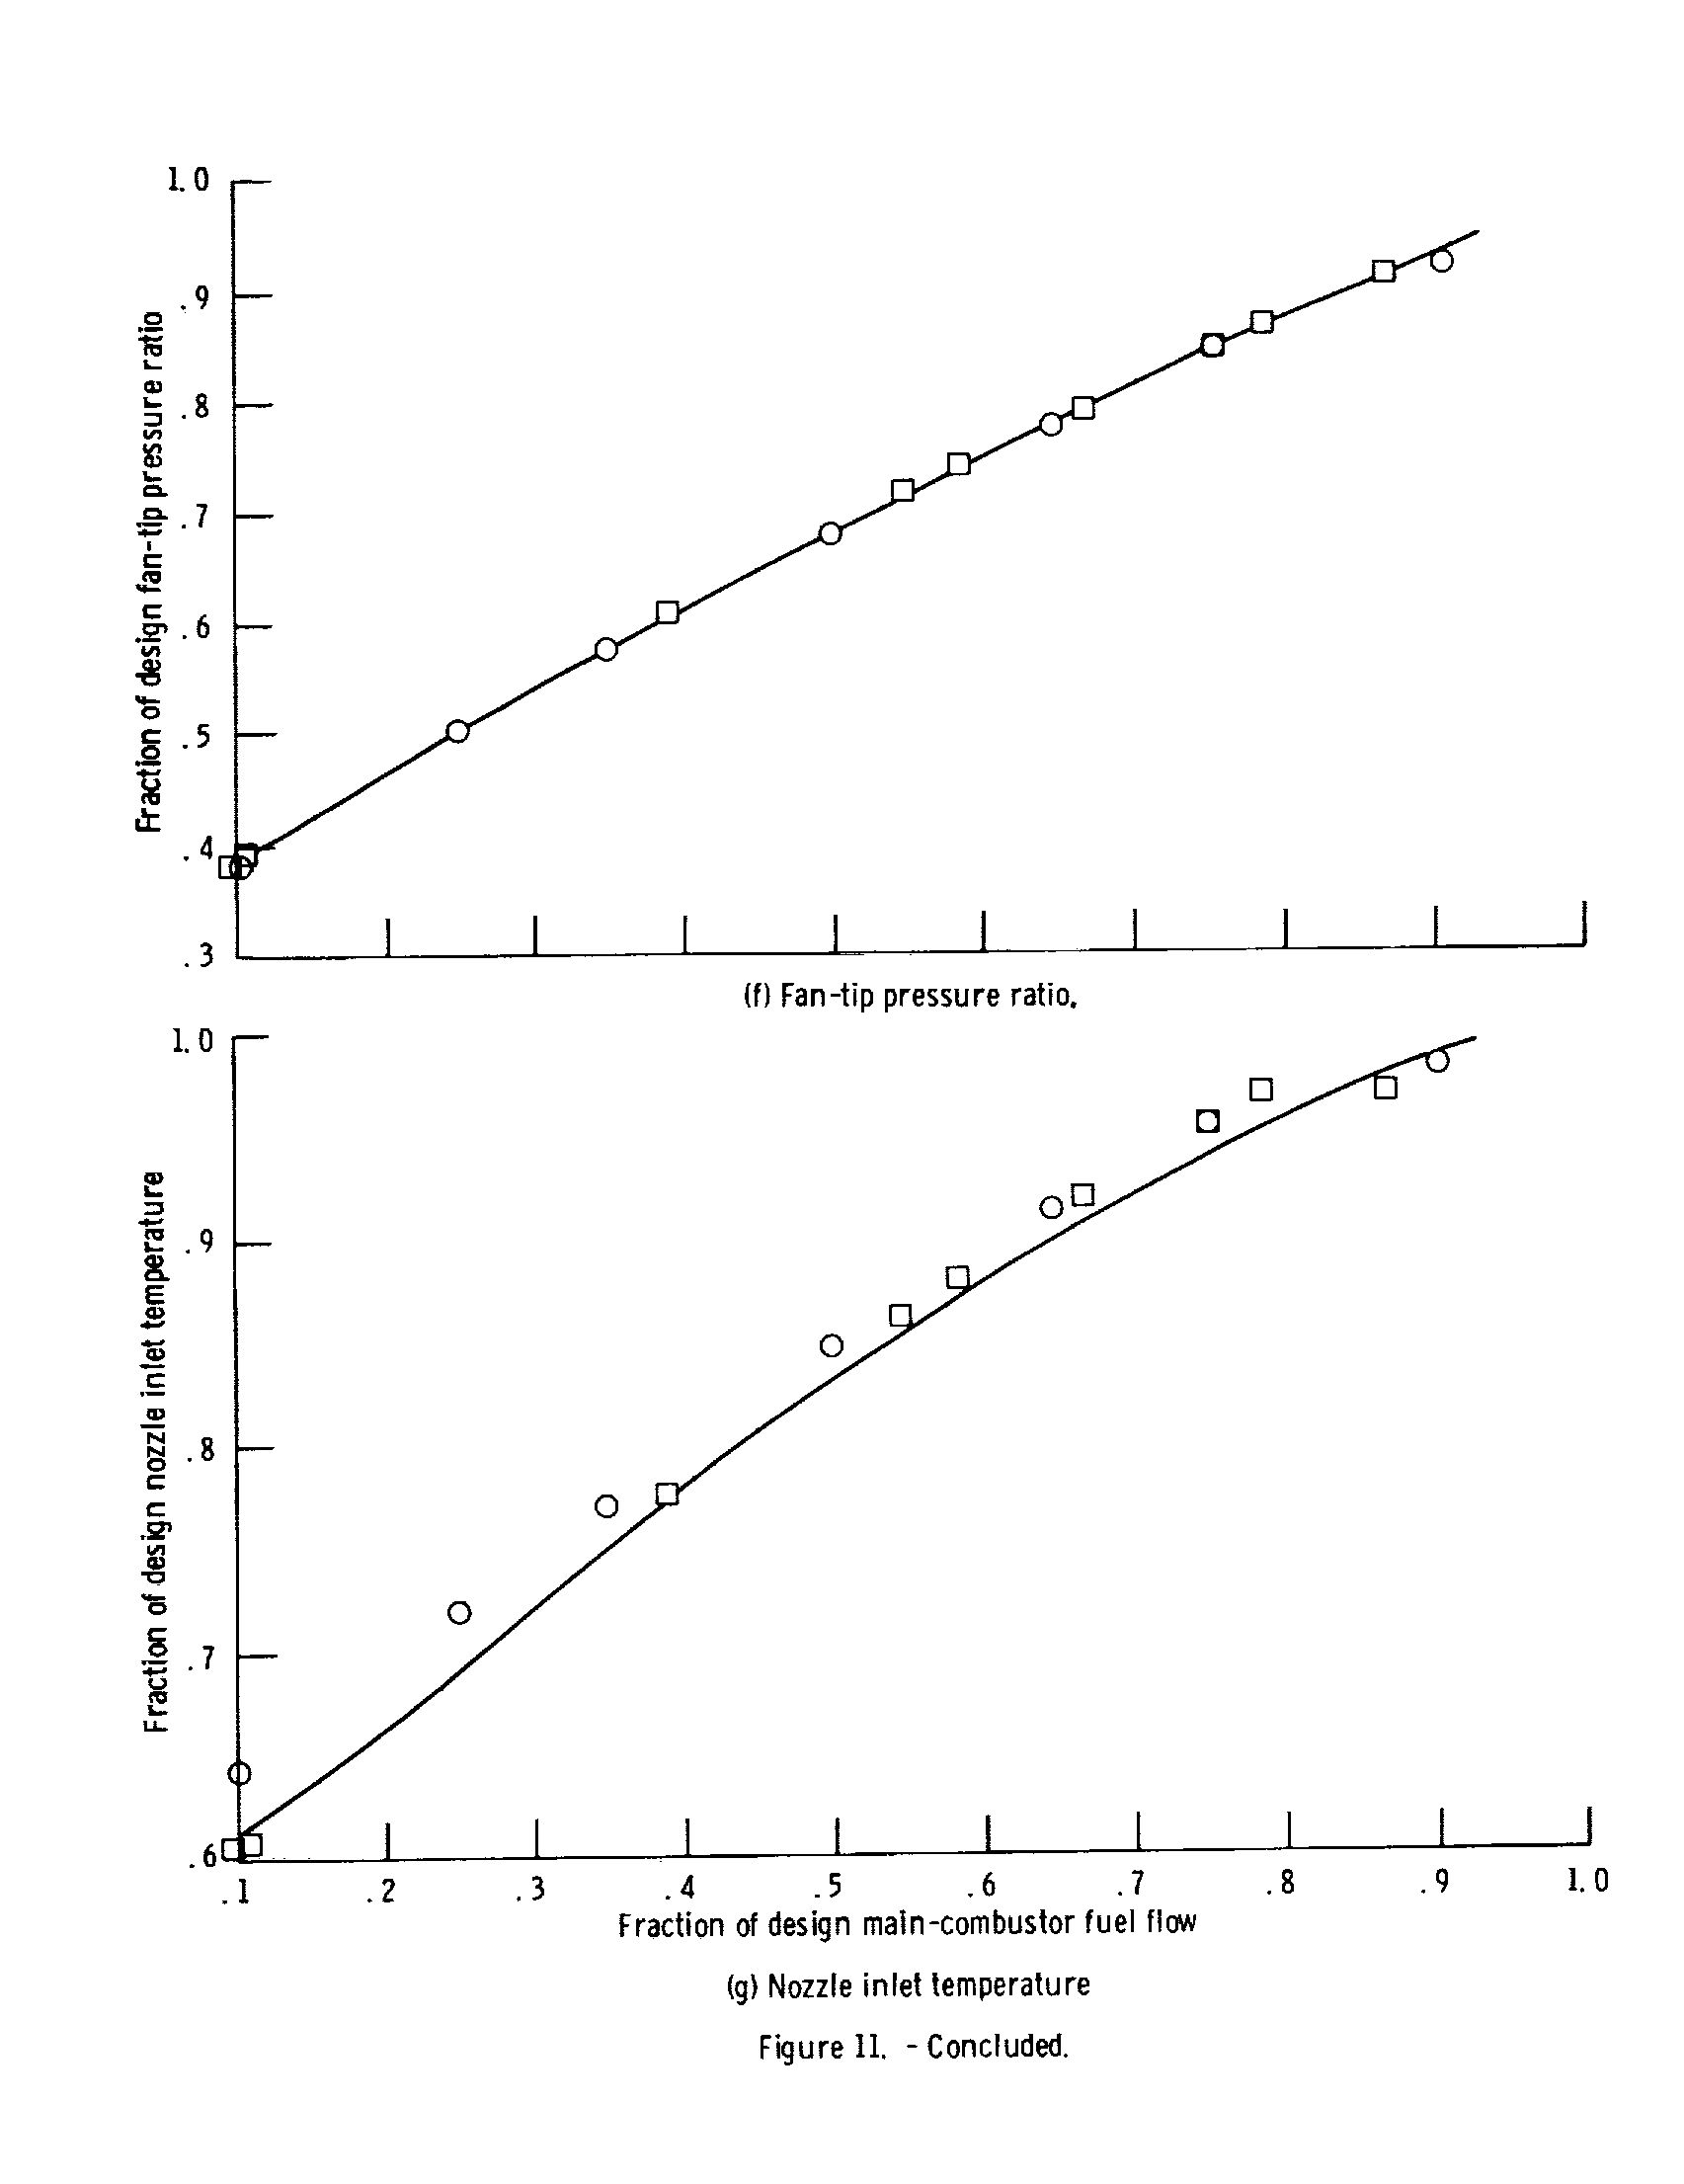 1.0
.9
.8
.7
.6
.5
.4
.3
Fraction of design fan-tip pressure ratio
(f) Fan-tip pressure ratio.
1.0
.9
.8
.7
.6
Fraction of design nozzle inlet temperature
.1 .2 .3 .4 .5 .6 .7 .8 .9 1.0
Fraction of design main-combustor fuel flow
(g) Nozzle inlet temperature
Figure 11. - Concluded.